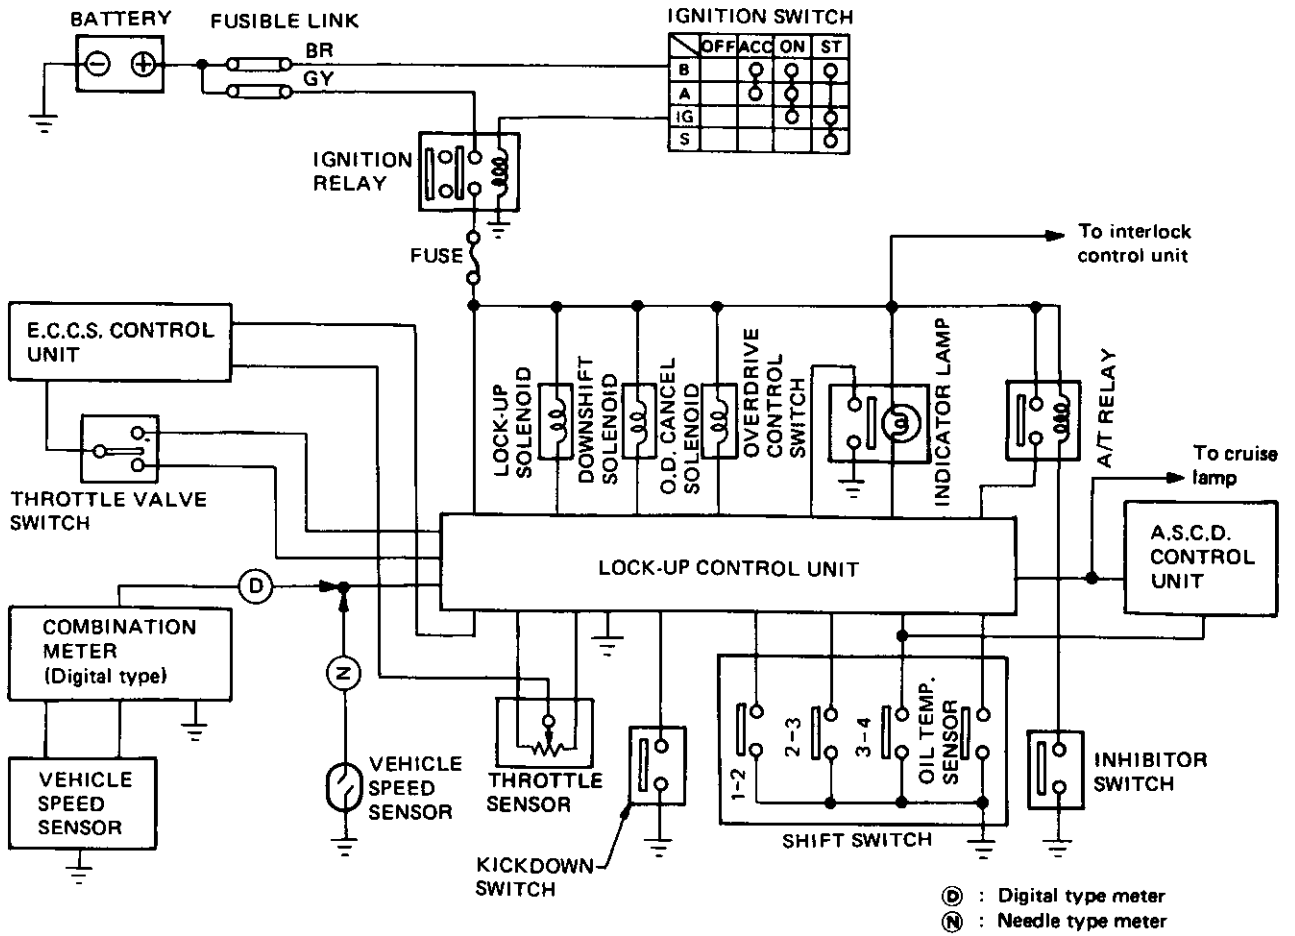 BATTERY
FUSIBLE LINK
BR
GY
IGNITION SWITCH
OFF ACC ON ST
B
A
IG
S
IGNITION
RELAY
FUSE
To interlock
control unit
E.C.C.S. CONTROL
UNIT
THROTTLE VALVE
SWITCH
LOCK-UP
SOLENOID
DOWNSHIFT
SOLENOID
O.D. CANCEL
SOLENOID
OVERDRIVE
CONTROL
SWITCH
INDICATOR LAMP
A/T RELAY
To cruise
lamp
LOCK-UP CONTROL UNIT
A.S.C.D.
CONTROL
UNIT
D
COMBINATION
METER
(Digital type)
N
VEHICLE
SPEED
SENSOR
VEHICLE
SPEED
SENSOR
THROTTLE
SENSOR
KICKDOWN
SWITCH
1-2
2-3
3-4
OIL TEMP.
SENSOR
SHIFT SWITCH
INHIBITOR
SWITCH
D : Digital type meter
N : Needle type meter